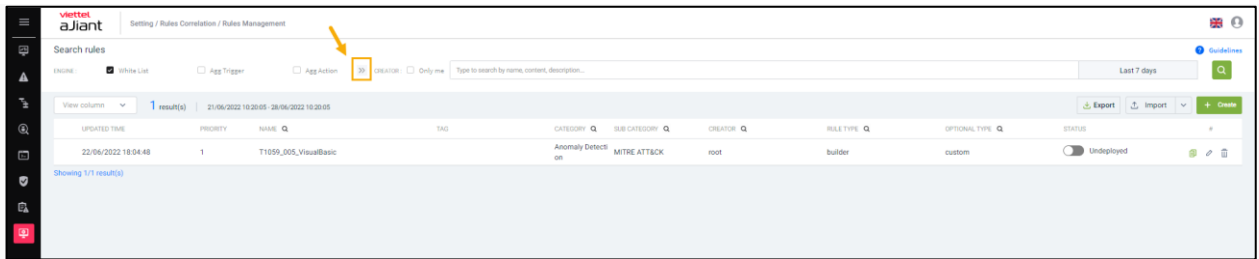 viettel
aJiant
Setting / Rules Correlation / Rules Management
Search rules
Guidelines
ENGINE :
White List
Agg Trigger
Agg Action
CREATOR :
Only me
Type to search by name, content, description...
Last 7 days
View column
1 result(s)
21/06/2022 10:20:05 - 28/06/2022 10:20:05
Export
Import
+ Create
UPDATED TIME PRIORITY NAME TAG CATEGORY SUB CATEGORY CREATOR RULE TYPE OPTIONAL TYPE STATUS #
22/06/2022 18:04:48 1 T1059_005_VisualBasic Anomaly Detecti MITRE ATT&CK root builder custom Undeployed
on
Showing 1/1 result(s)